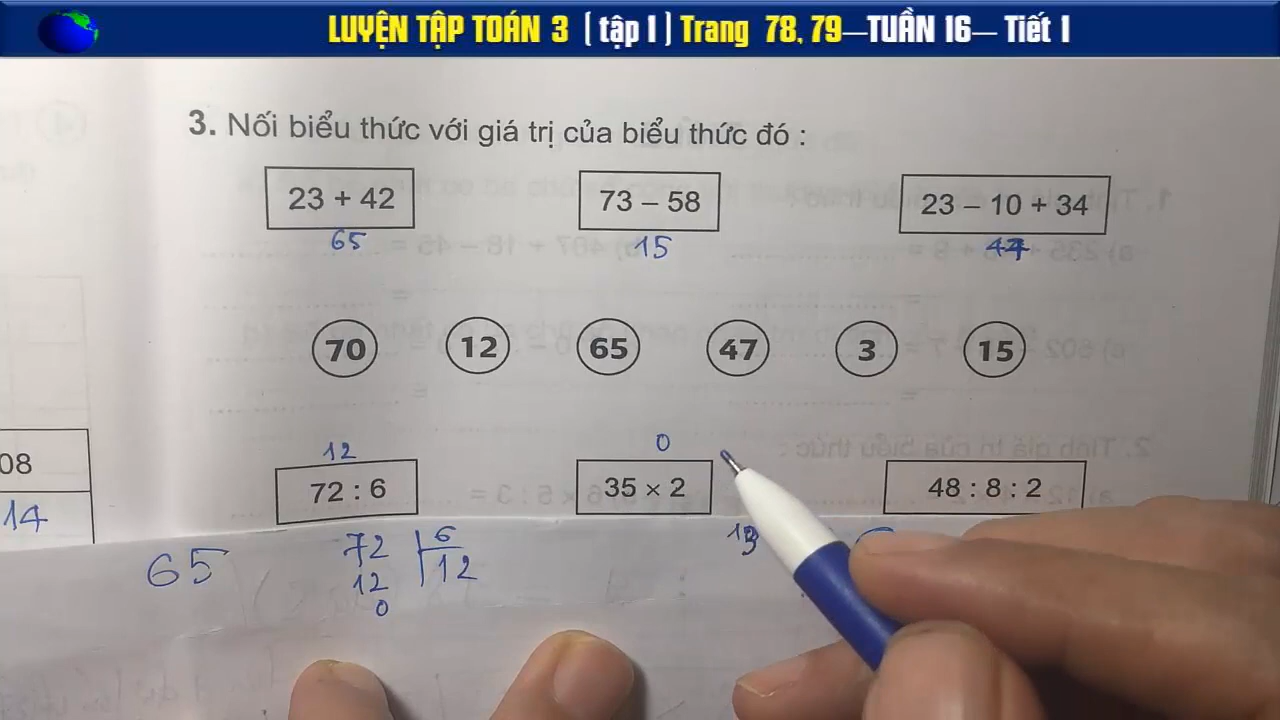 LUYỆN TẬP TOÁN 3 ( tập 1 ) Trang 78, 79—TUẦN 16— Tiết 1
3. Nối biểu thức với giá trị của biểu thức đó :
23 + 42
73 – 58
23 – 10 + 34
65
15
47
70
12
65
47
3
15
12
0
72 : 6
35 × 2
48 : 8 : 2
08
14
65
72
6
12
12
0